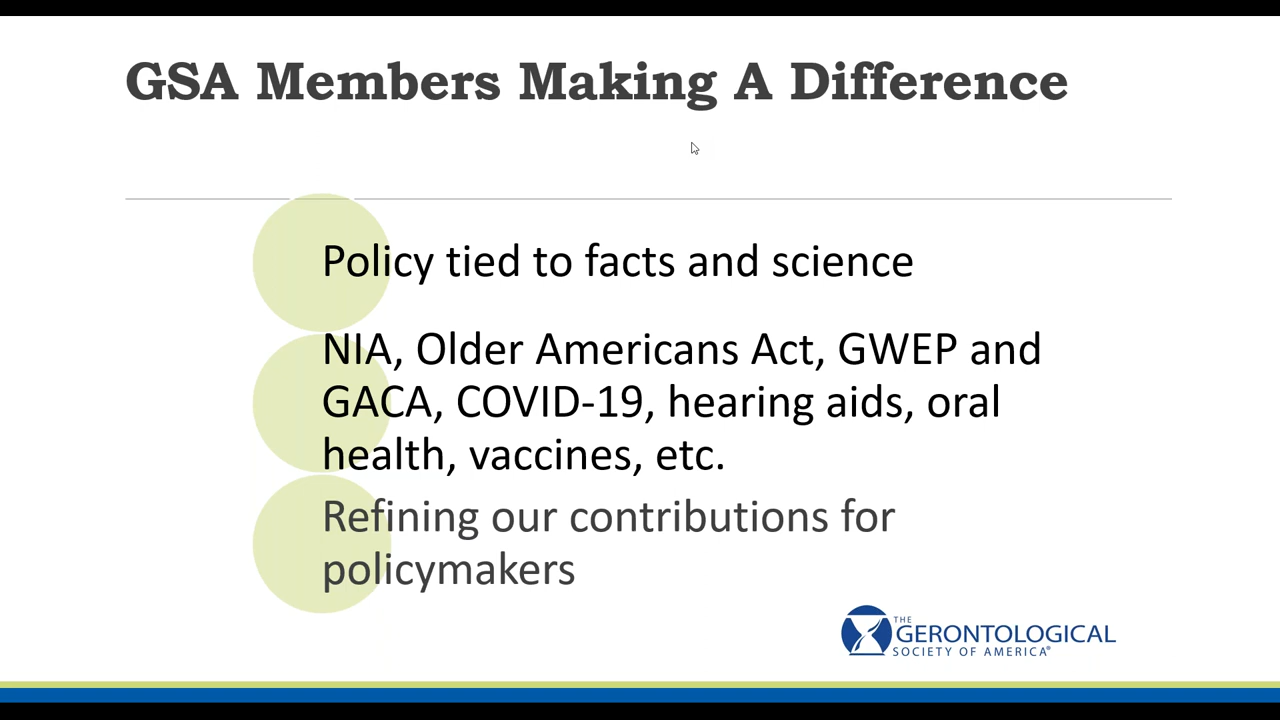 GSA Members Making A Difference
Policy tied to facts and science
NIA, Older Americans Act, GWEP and
GACA, COVID-19, hearing aids, oral
health, vaccines, etc.
Refining our contributions for
policymakers
THE
GERONTOLOGICAL
SOCIETY OF AMERICA®